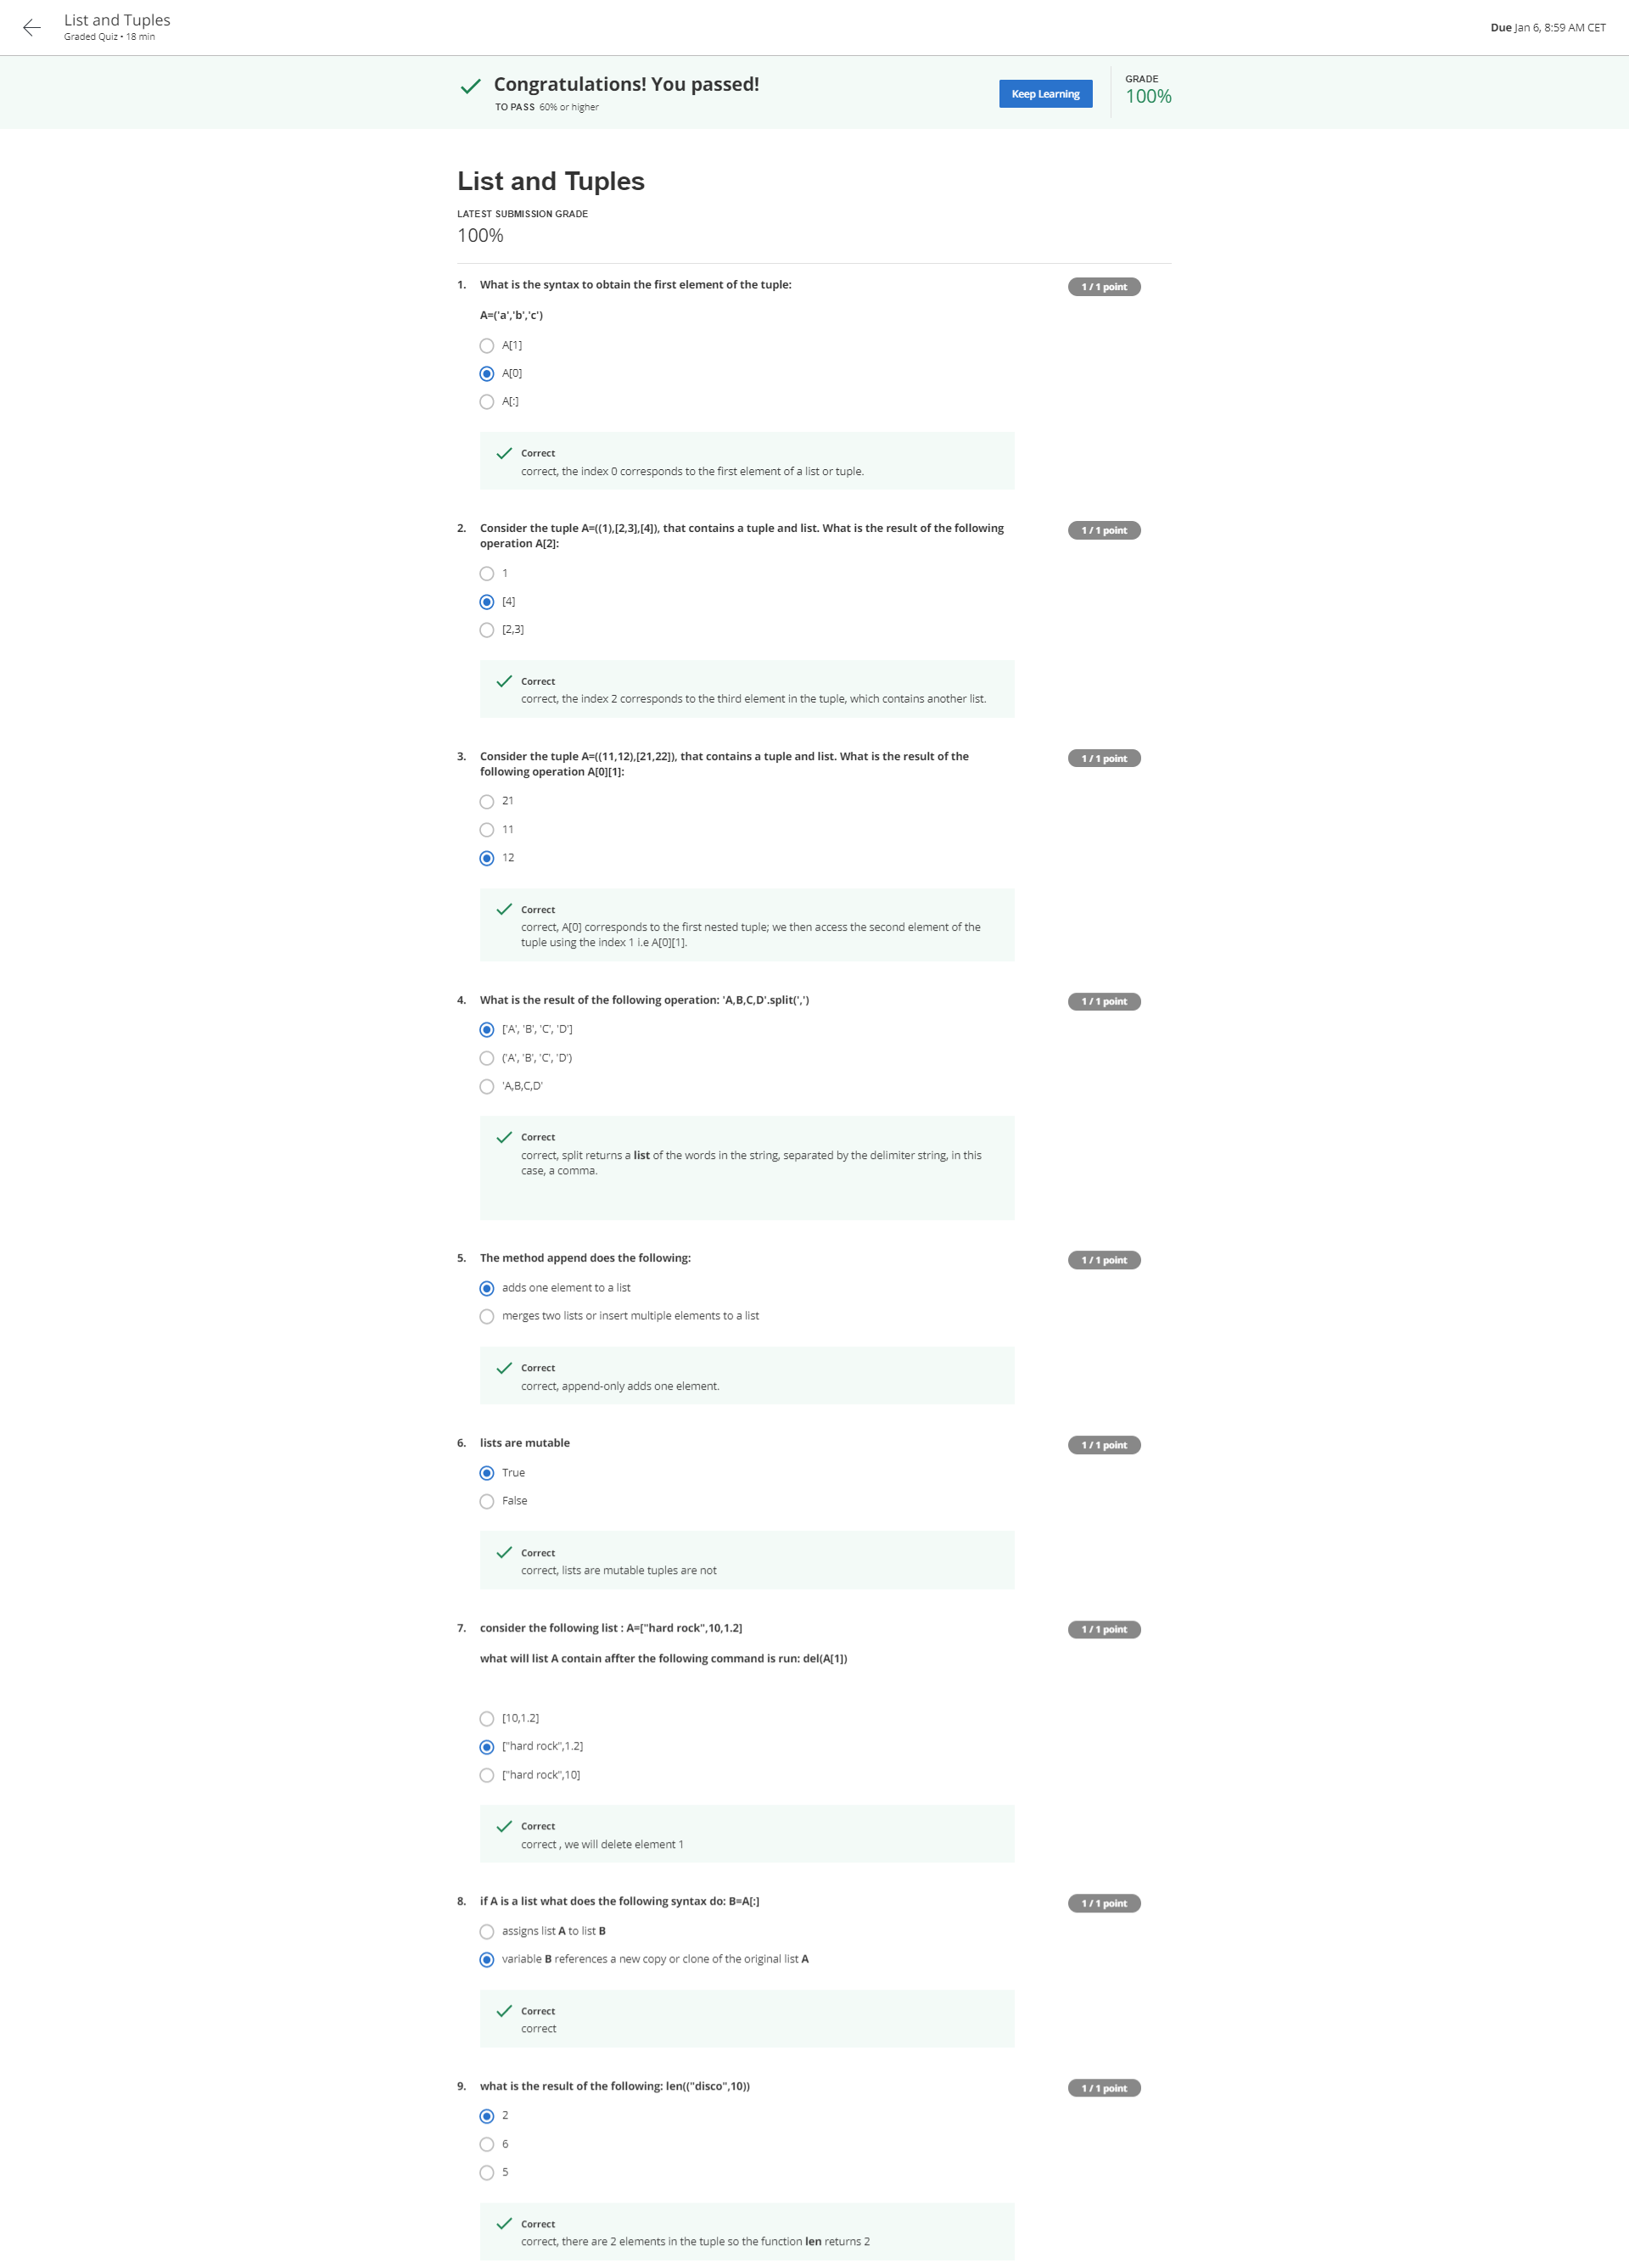 List and Tuples
Graded Quiz • 18 min
Due Jan 6, 8:59 AM CET
Congratulations! You passed!
TO PASS 60% or higher
Keep Learning
GRADE
100%
List and Tuples
LATEST SUBMISSION GRADE
100%
1. What is the syntax to obtain the first element of the tuple:
1 / 1 point
A=('a','b','c')
A[1]
A[0]
A[:]
Correct
correct, the index 0 corresponds to the first element of a list or tuple.
2. Consider the tuple A=((1),[2,3],[4]), that contains a tuple and list. What is the result of the following
operation A[2]:
1 / 1 point
1
[4]
[2,3]
Correct
correct, the index 2 corresponds to the third element in the tuple, which contains another list.
3. Consider the tuple A=((11,12),[21,22]), that contains a tuple and list. What is the result of the
following operation A[0][1]:
1 / 1 point
21
11
12
Correct
correct, A[0] corresponds to the first nested tuple; we then access the second element of the
tuple using the index 1 i.e A[0][1].
4. What is the result of the following operation: 'A,B,C,D'.split(',')
1 / 1 point
['A', 'B', 'C', 'D']
('A', 'B', 'C', 'D')
'A,B,C,D'
Correct
correct, split returns a list of the words in the string, separated by the delimiter string, in this
case, a comma.
5. The method append does the following:
1 / 1 point
adds one element to a list
merges two lists or insert multiple elements to a list
Correct
correct, append-only adds one element.
6. lists are mutable
1 / 1 point
True
False
Correct
correct, lists are mutable tuples are not
7. consider the following list : A=["hard rock",10,1.2]
1 / 1 point
what will list A contain affter the following command is run: del(A[1])
[10,1.2]
["hard rock",1.2]
["hard rock",10]
Correct
correct , we will delete element 1
8. if A is a list what does the following syntax do: B=A[:]
1 / 1 point
assigns list A to list B
variable B references a new copy or clone of the original list A
Correct
correct
9. what is the result of the following: len(("disco",10))
1 / 1 point
2
6
5
Correct
correct, there are 2 elements in the tuple so the function len returns 2